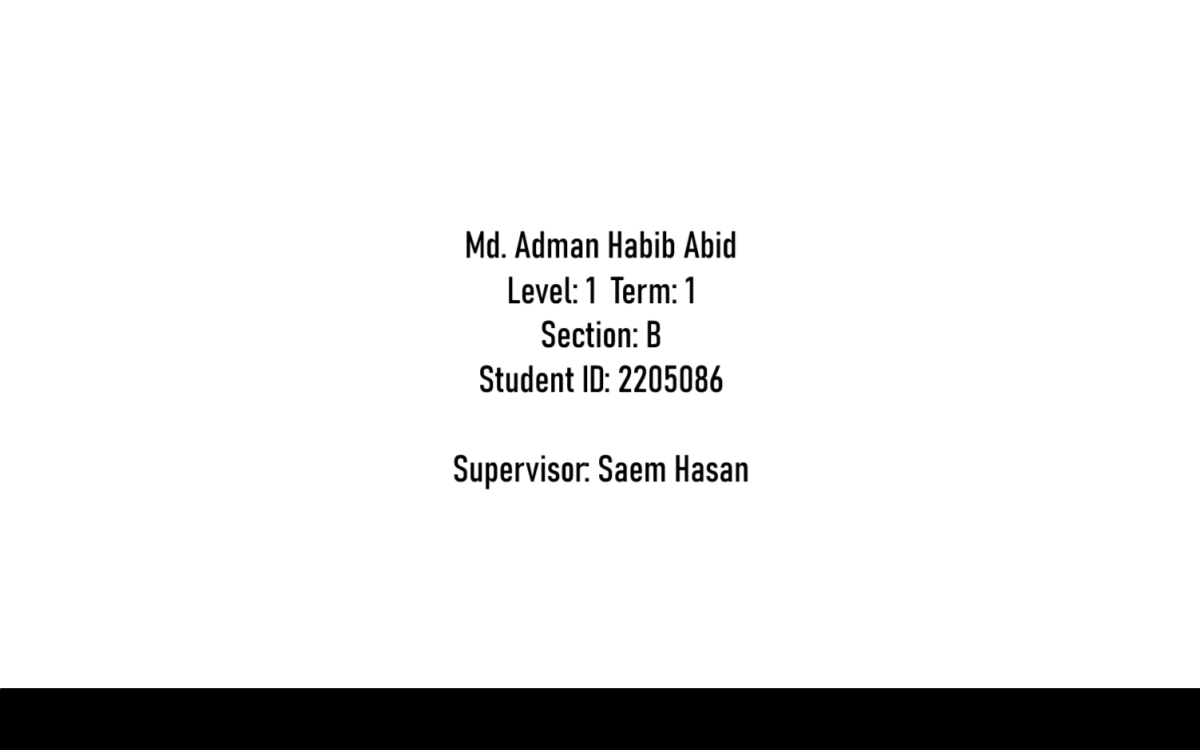 Md. Adman Habib Abid
Level: 1 Term: 1
Section: B
Student ID: 2205086
Supervisor: Saem Hasan